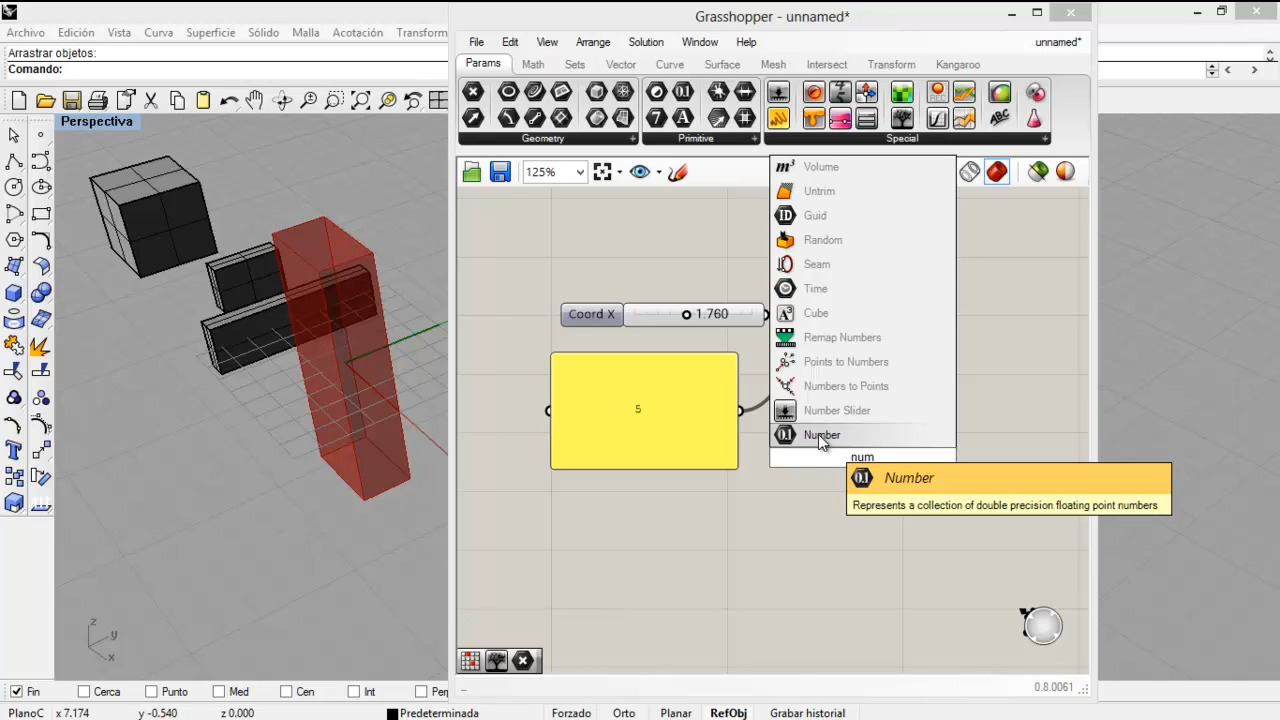 Grasshopper - unnamed*
Archivo Edición Vista Curva Superficie Sólido Malla Acotación Transform
File Edit View Arrange Solution Window Help unnamed*
Arrastrar objetos:
Comando:
Params Math Sets Vector Curve Surface Mesh Intersect Transform Kangaroo
Geometry Primitive Special
Perspectiva
125%
Volume
Untrim
ID Guid
Random
Seam
Time
Cube
Remap Numbers
Points to Numbers
Numbers to Points
Number Slider
Number
num
Coord X 1.760
5
Number
Represents a collection of double precision floating point numbers
z
y
x
0.8.0061
Fin Cerca Punto Med Cen Int
PlanoC x 7.174 y -0.540 z 0.000 Predeterminada Forzado Orto Planar RefObj Grabar historial